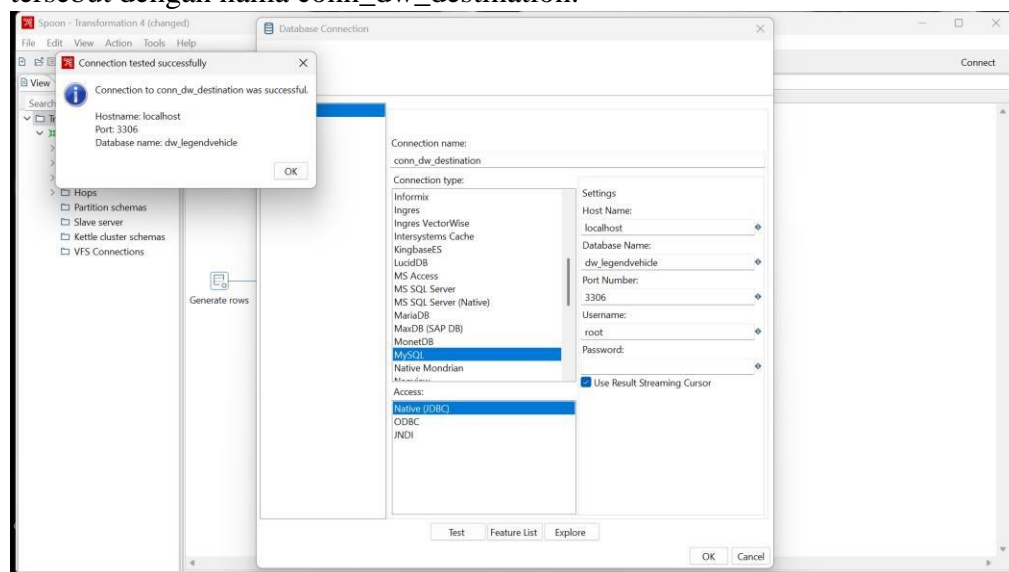 tersebut dengan nama conn_dw_destination.
Spoon - Transformation 4 (changed)
File Edit View Action Tools Help
Connect
View
Search
Hops
Partition schemas
Slave server
Kettle cluster schemas
VFS Connections
Generate rows
Connection tested successfully
Connection to conn_dw_destination was successful.
Hostname: localhost
Port: 3306
Database name: dw_legendvehicle
OK
Database Connection
Connection name:
conn_dw_destination
Connection type:
Informix
Ingres
Ingres VectorWise
Intersystems Cache
KingbaseES
LucidDB
MS Access
MS SQL Server
MS SQL Server (Native)
MariaDB
MaxDB (SAP DB)
MonetDB
MySQL
Native Mondrian
Access:
Native (JDBC)
ODBC
JNDI
Settings
Host Name:
localhost
Database Name:
dw_legendvehicle
Port Number:
3306
Username:
root
Password:
Use Result Streaming Cursor
Test Feature List Explore
OK Cancel